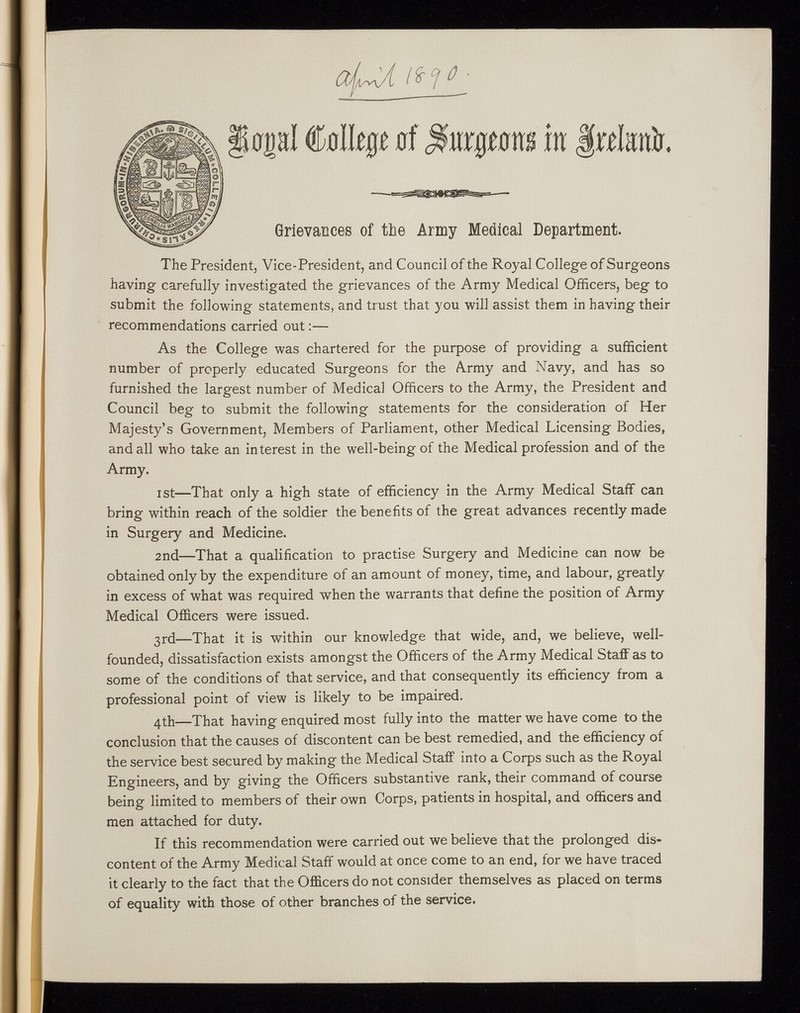 April 1890.
SIGILLUM·COLLEGII·REGALIS·CHIRURGORUM·IN·HIBERNIA.
Royal College of Surgeons in Ireland.
Grievances of the Army Medical Department.
The President, Vice-President, and Council of the Royal College of Surgeons
having carefully investigated the grievances of the Army Medical Officers, beg to
submit the following statements, and trust that you will assist them in having their
recommendations carried out:—
As the College was chartered for the purpose of providing a sufficient
number of properly educated Surgeons for the Army and Navy, and has so
furnished the largest number of Medical Officers to the Army, the President and
Council beg to submit the following statements for the consideration of Her
Majesty's Government, Members of Parliament, other Medical Licensing Bodies,
and all who take an interest in the well-being of the Medical profession and of the
Army.
1st—That only a high state of efficiency in the Army Medical Staff can
bring within reach of the soldier the benefits of the great advances recently made
in Surgery and Medicine.
2nd—That a qualification to practise Surgery and Medicine can now be
obtained only by the expenditure of an amount of money, time, and labour, greatly
in excess of what was required when the warrants that define the position of Army
Medical Officers were issued.
3rd—That it is within our knowledge that wide, and, we believe, well-
founded, dissatisfaction exists amongst the Officers of the Army Medical Staff as to
some of the conditions of that service, and that consequently its efficiency from a
professional point of view is likely to be impaired.
4th—That having enquired most fully into the matter we have come to the
conclusion that the causes of discontent can be best remedied, and the efficiency of
the service best secured by making the Medical Staff into a Corps such as the Royal
Engineers, and by giving the Officers substantive rank, their command of course
being limited to members of their own Corps, patients in hospital, and officers and
men attached for duty.
If this recommendation were carried out we believe that the prolonged dis-
content of the Army Medical Staff would at once come to an end, for we have traced
it clearly to the fact that the Officers do not consider themselves as placed on terms
of equality with those of other branches of the service.